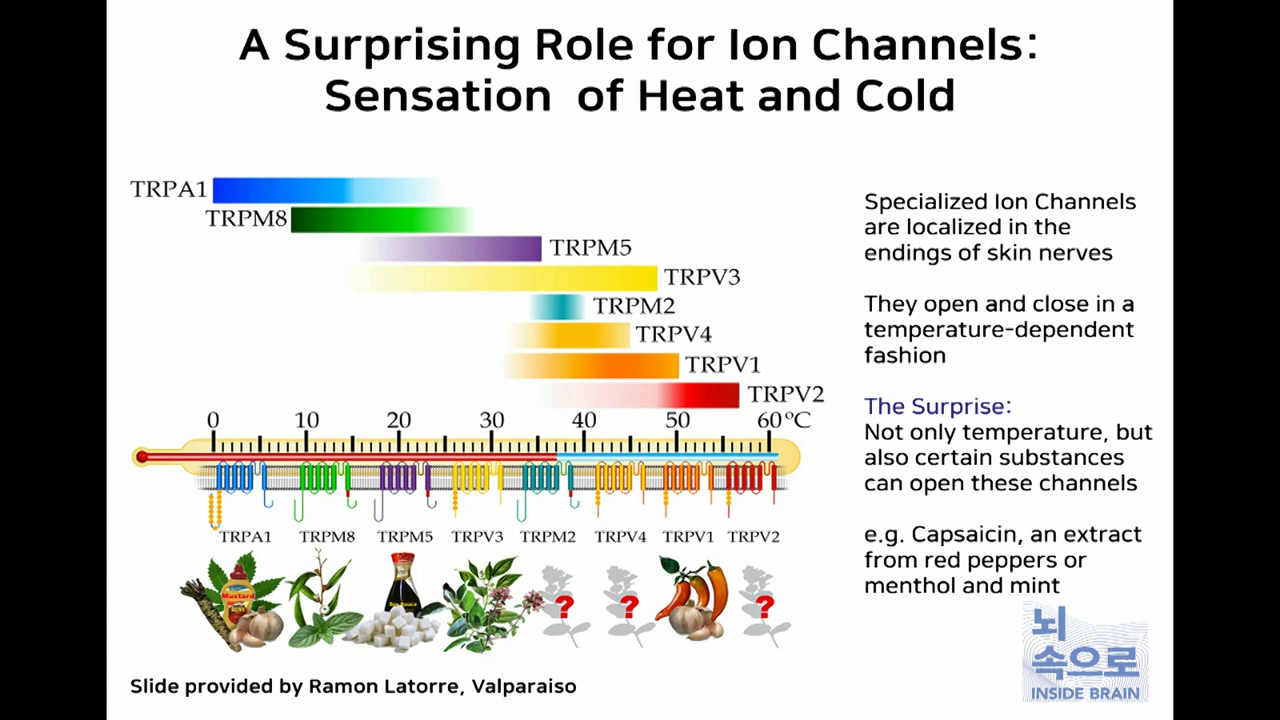 A Surprising Role for Ion Channels:
Sensation of Heat and Cold
TRPA1
TRPM8
TRPM5
TRPV3
TRPM2
TRPV4
TRPV1
TRPV2
0 10 20 30 40 50 60 ºC
TRPA1 TRPM8 TRPM5 TRPV3 TRPM2 TRPV4 TRPV1 TRPV2
Mustard
? ? ?
Specialized Ion Channels
are localized in the
endings of skin nerves
They open and close in a
temperature-dependent
fashion
The Surprise:
Not only temperature, but
also certain substances
can open these channels
e.g. Capsaicin, an extract
from red peppers or
menthol and mint
Slide provided by Ramon Latorre, Valparaiso
뇌
속으로
INSIDE BRAIN